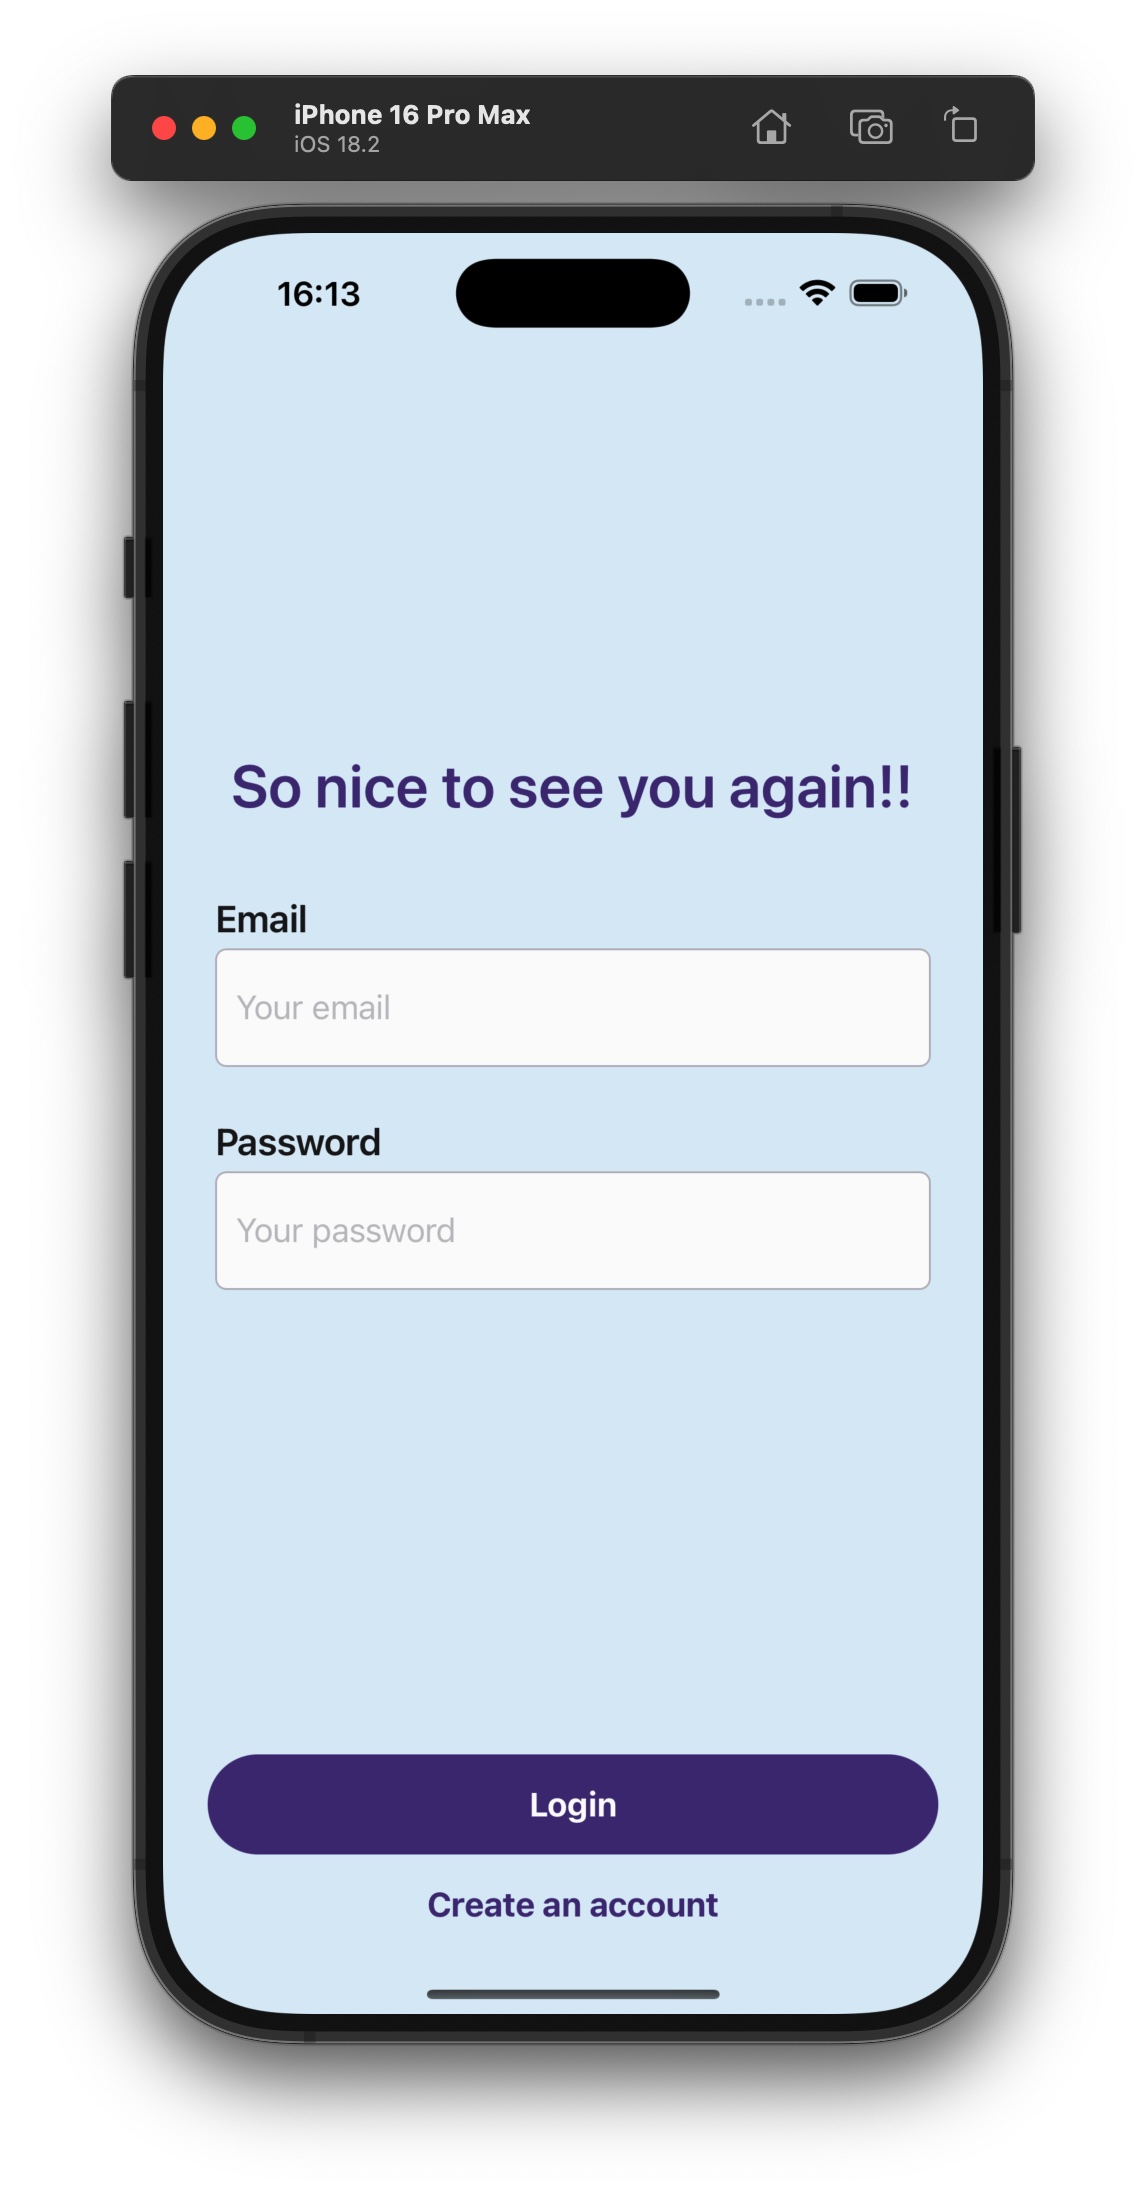 iPhone 16 Pro Max
iOS 18.2
16:13
So nice to see you again!!
Email
Your email
Password
Your password
Login
Create an account